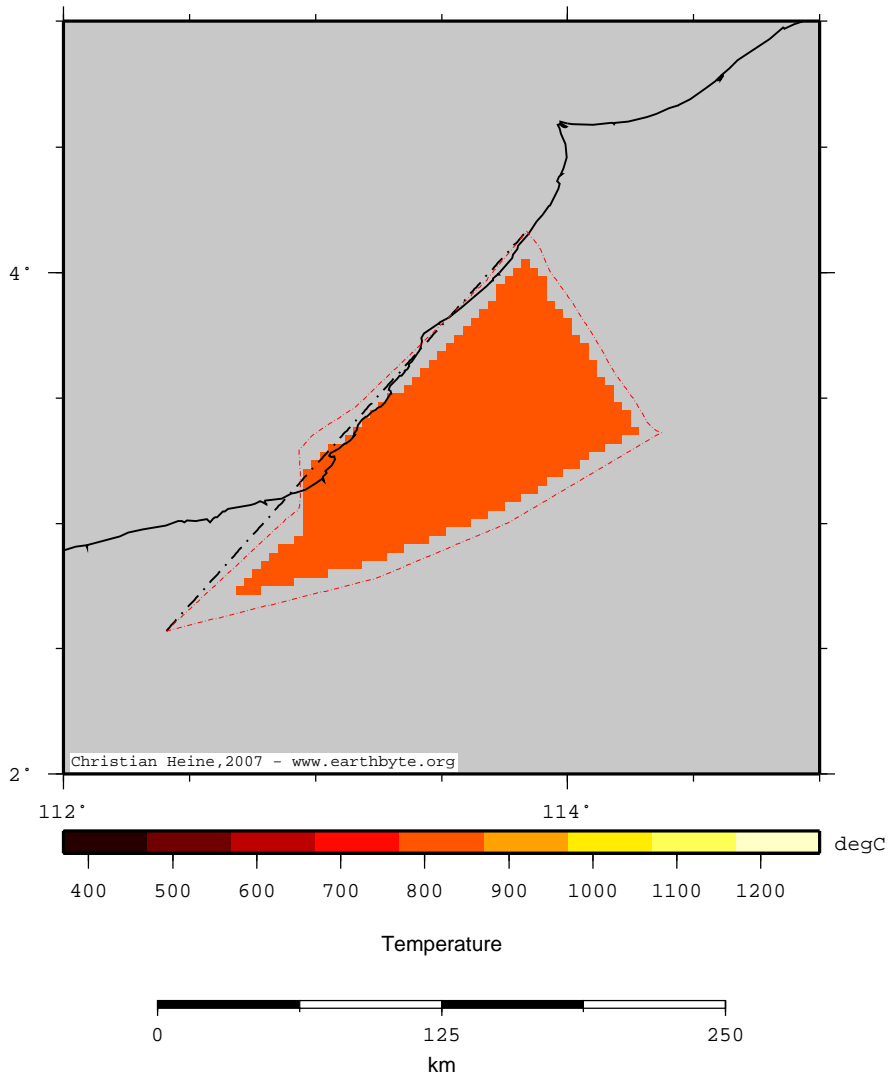 4°
Christian Heine,2007 - www.earthbyte.org
2°
112° 114°
degC
400 500 600 700 800 900 1000 1100 1200
Temperature
0 125 250
km